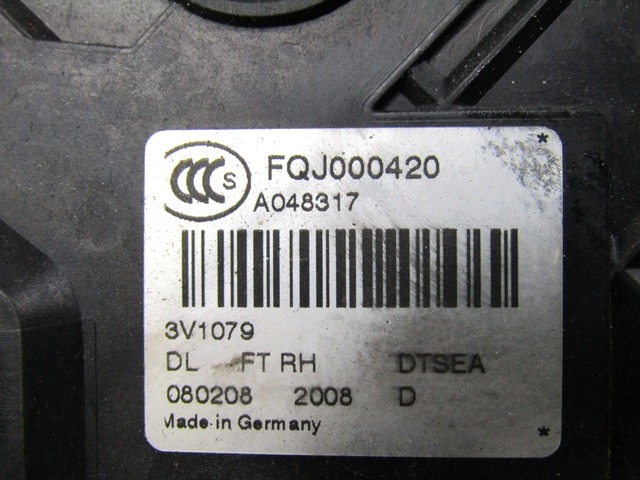 CCC S FQJ000420
A048317
3V1079
DL FT RH DTSEA
080208 2008 D
Made in Germany